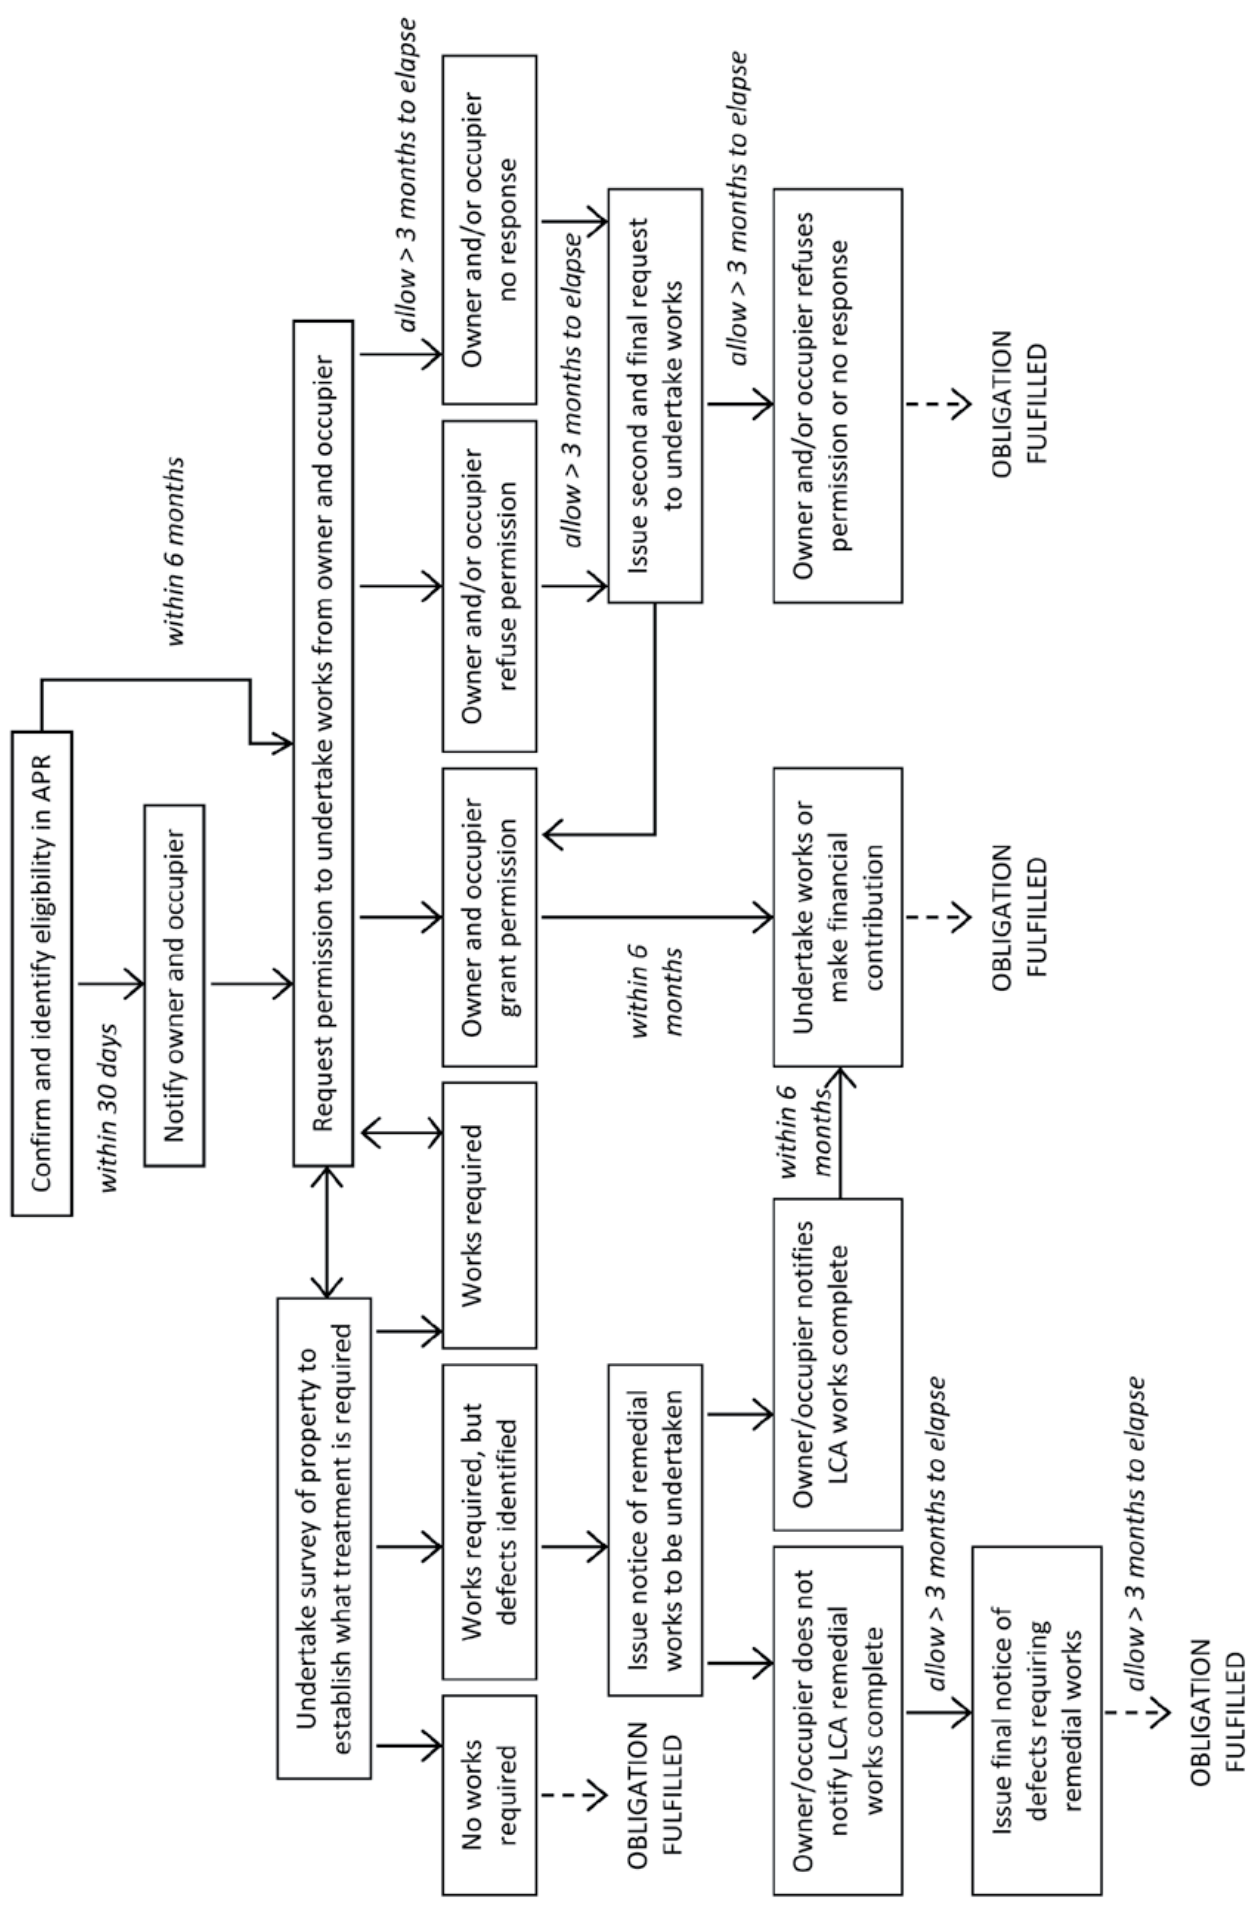 Confirm and identify eligibility in APR
within 30 days
within 6 months
Notify owner and occupier
Undertake survey of property to
establish what treatment is required
Request permission to undertake works from owner and occupier
allow > 3 months to elapse
No works
required
Works required, but
defects identified
Works required
Owner and occupier
grant permission
Owner and/or occupier
refuse permission
Owner and/or occupier
no response
allow > 3 months to elapse
OBLIGATION
FULFILLED
Issue notice of remedial
works to be undertaken
within 6
months
Issue second and final request
to undertake works
allow > 3 months to elapse
Owner/occupier does not
notify LCA remedial
works complete
Owner/occupier notifies
LCA works complete
within 6
months
Undertake works or
make financial
contribution
Owner and/or occupier refuses
permission or no response
allow > 3 months to elapse
Issue final notice of
defects requiring
remedial works
OBLIGATION
FULFILLED
OBLIGATION
FULFILLED
allow > 3 months to elapse
OBLIGATION
FULFILLED